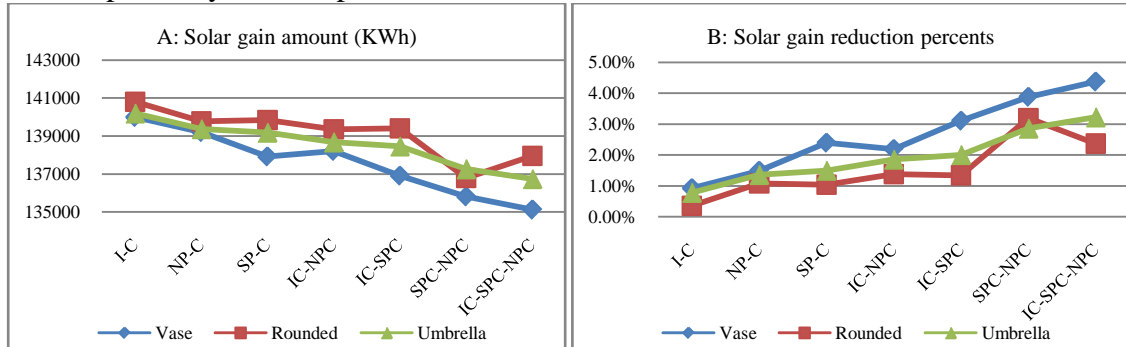 A: Solar gain amount (KWh)
143000
141000
139000
137000
135000
I-C
NP-C
SP-C
IC-NPC
IC-SPC
SPC-NPC
IC-SPC-NPC
Vase Rounded Umbrella
B: Solar gain reduction percents
5.00%
4.00%
3.00%
2.00%
1.00%
0.00%
I-C
NP-C
SP-C
IC-NPC
IC-SPC
SPC-NPC
IC-SPC-NPC
Vase Rounded Umbrella